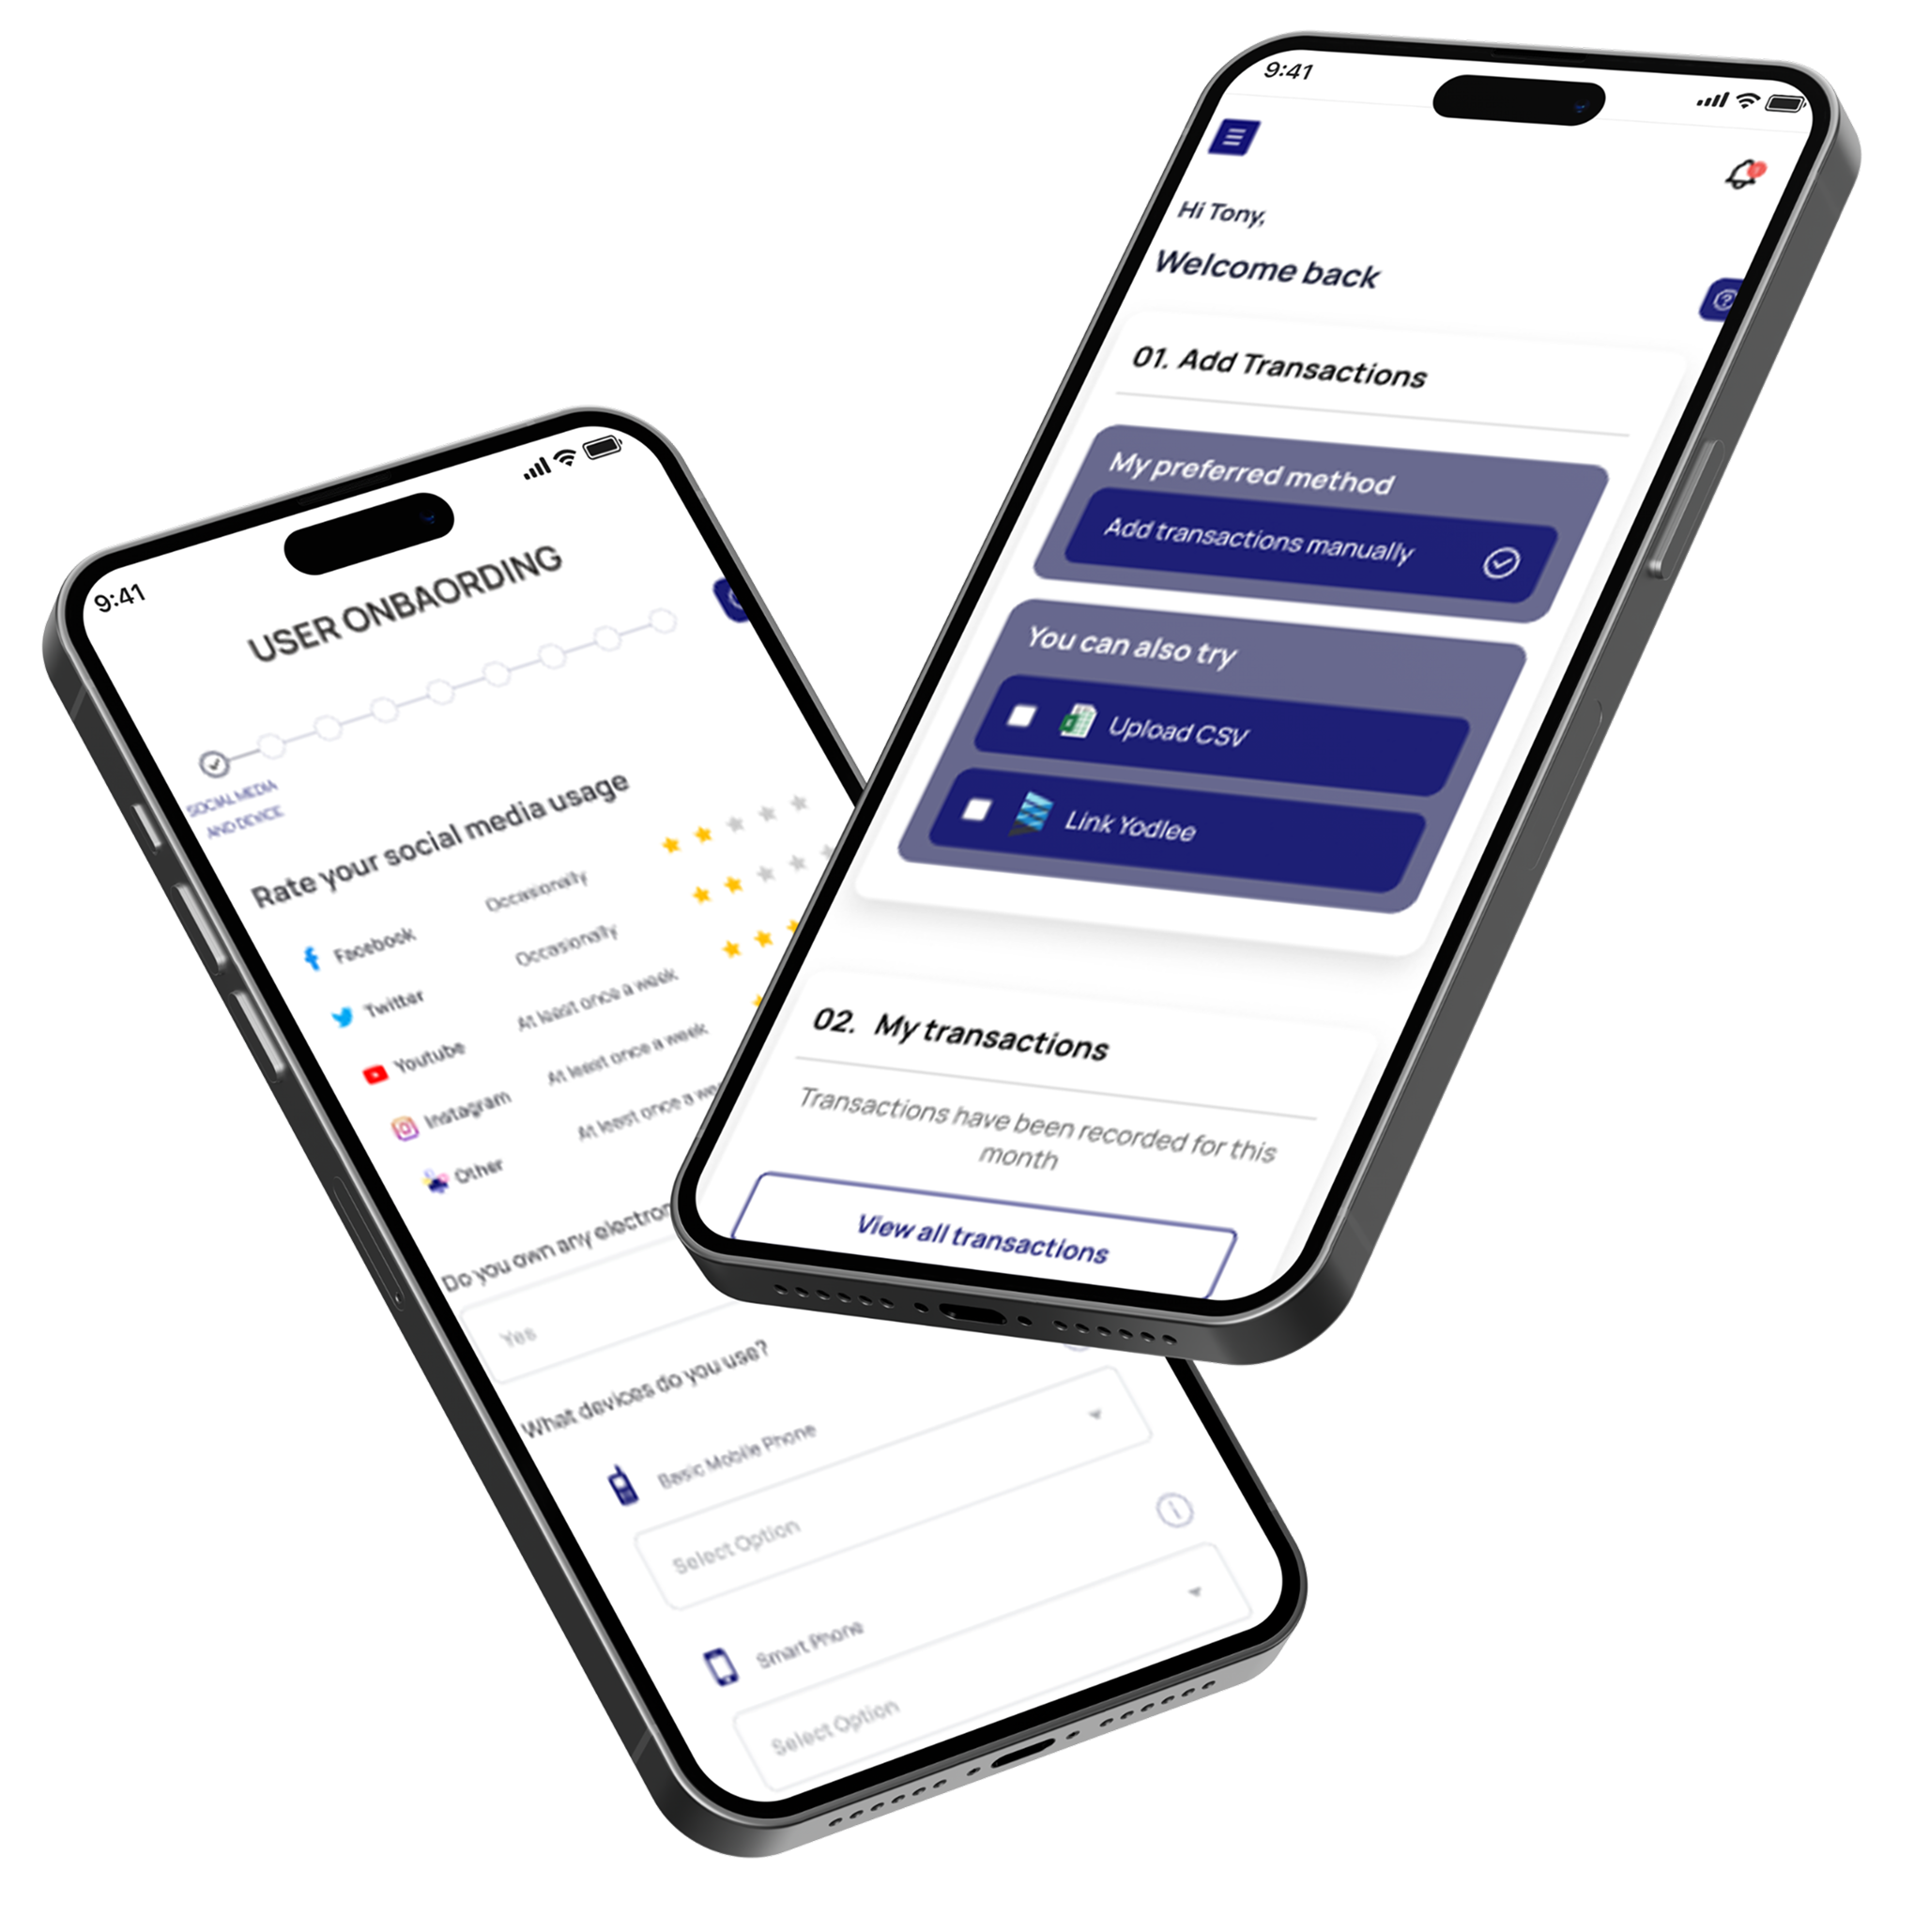 9:41
USER ONBAORDING
SOCIAL MEDIA
AND DEVICE
Rate your social media usage
Facebook Occasionally
Twitter Occasionally
Youtube At least once a week
Instagram At least once a week
Other At least once a
Do you own any
Yes
What devices do you use?
Basic Mobile Phone
Select Option
Smart Phone
Select Option
9:41
Hi Tony,
Welcome back
01. Add Transactions
My preferred method
Add transactions manually
You can also try
Upload CSV
Link Yodlee
02. My transactions
Transactions have been recorded for this
month
View all transactions